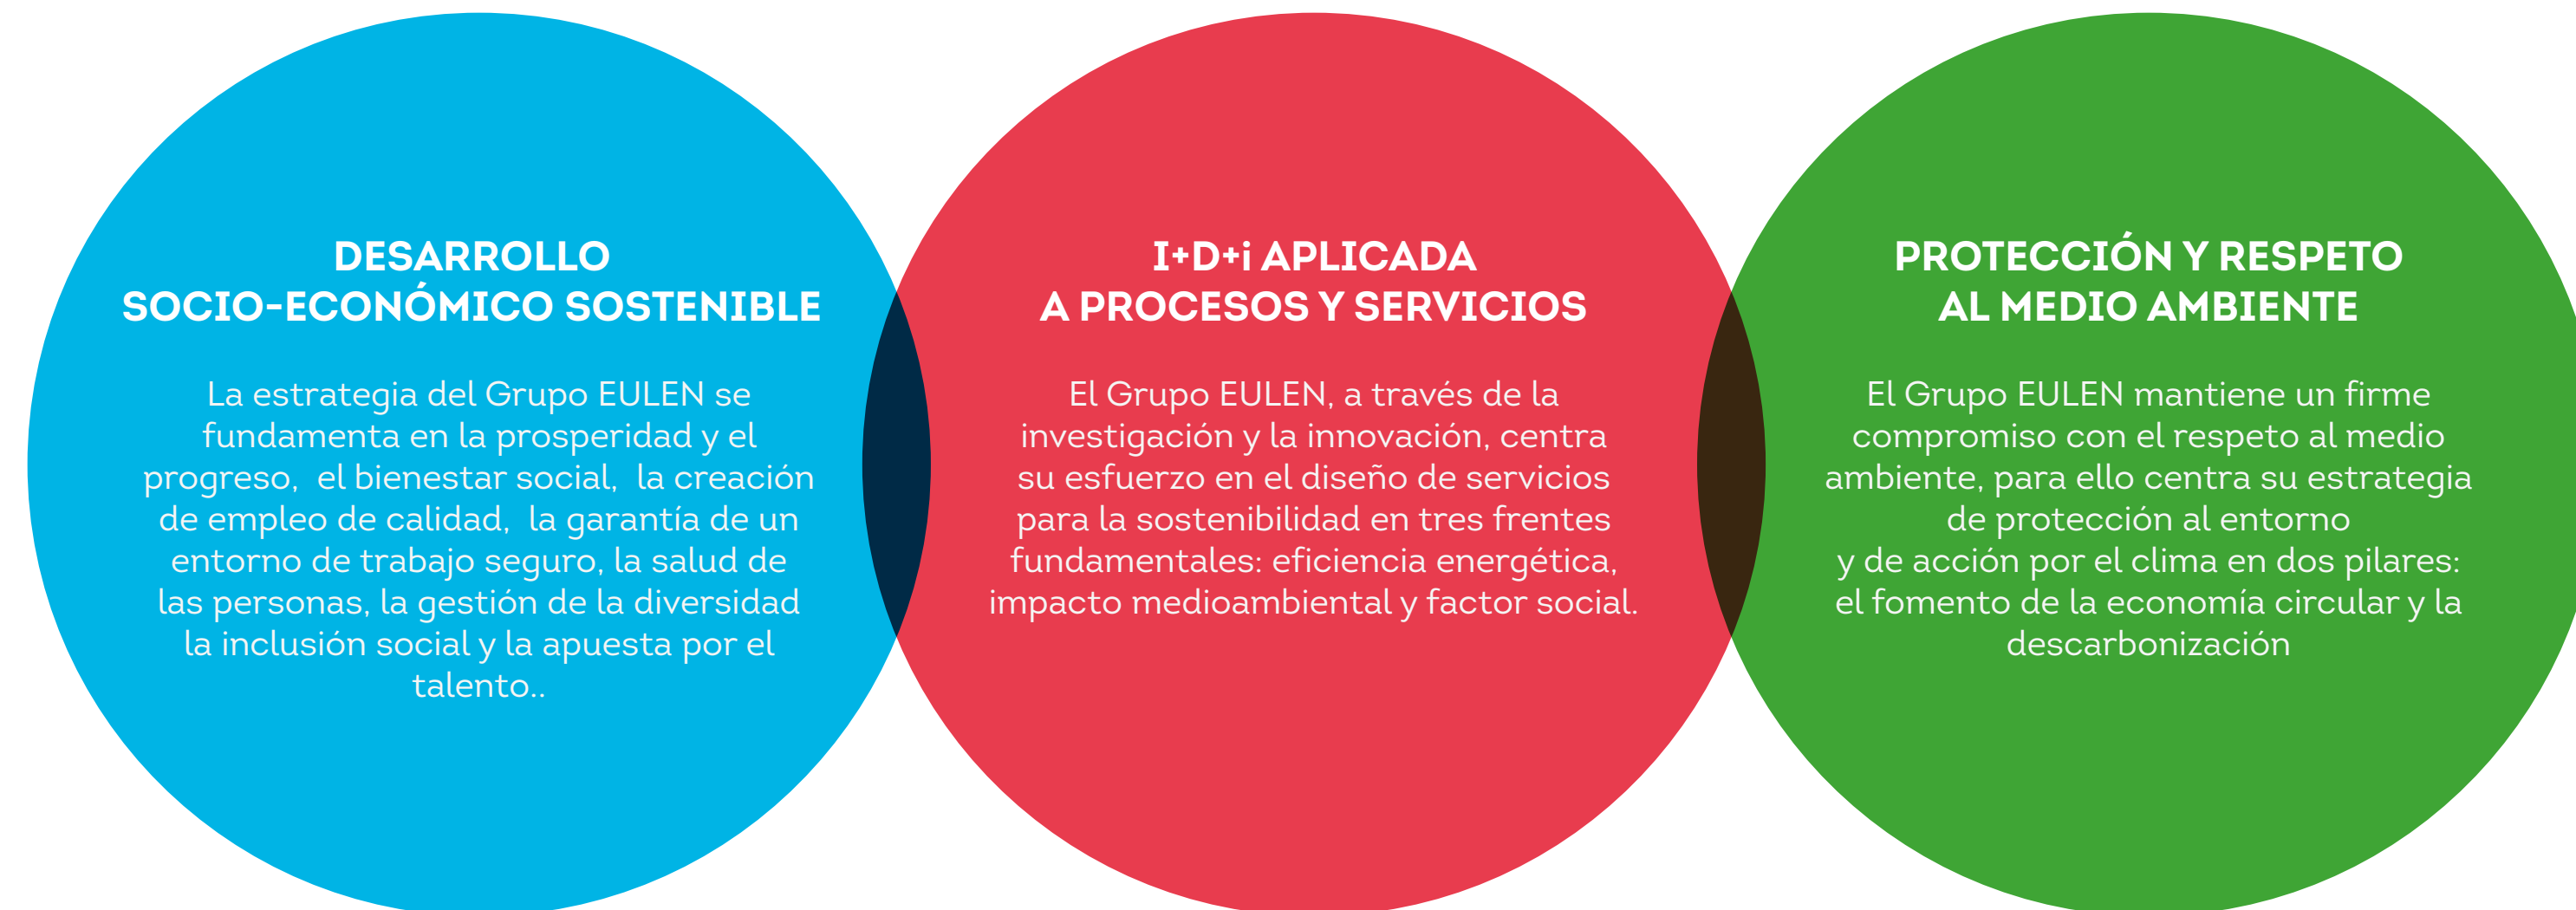 DESARROLLO
SOCIO-ECONÓMICO SOSTENIBLE
La estrategia del Grupo EULEN se
fundamenta en la prosperidad y el
progreso,  el bienestar social,  la creación
de empleo de calidad,  la garantía de un
entorno de trabajo seguro, la salud de
las personas, la gestión de la diversidad
la inclusión social y la apuesta por el
talento..
I+D+i APLICADA
A PROCESOS Y SERVICIOS
El Grupo EULEN, a través de la
investigación y la innovación, centra
su esfuerzo en el diseño de servicios
para la sostenibilidad en tres frentes
fundamentales: eficiencia energética,
impacto medioambiental y factor social.
PROTECCIÓN Y RESPETO
AL MEDIO AMBIENTE
El Grupo EULEN mantiene un firme
compromiso con el respeto al medio
ambiente, para ello centra su estrategia
de protección al entorno
y de acción por el clima en dos pilares:
el fomento de la economía circular y la
descarbonización